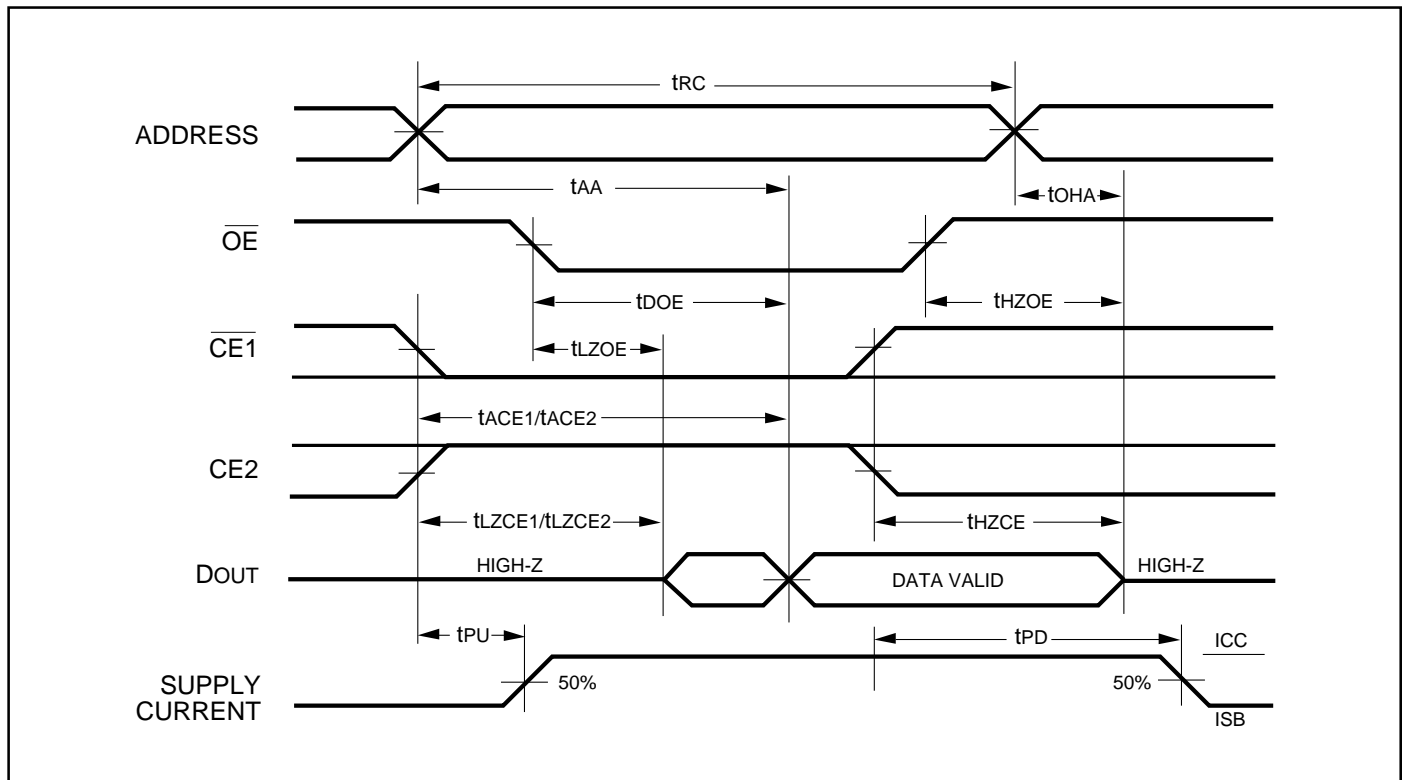 tRC
ADDRESS
tAA
tOHA
OE
tDOE
tHZOE
CE1
tLZOE
tACE1/tACE2
CE2
tLZCE1/tLZCE2
tHZCE
DOUT
HIGH-Z
DATA VALID
HIGH-Z
tPU
tPD
ICC
SUPPLY
CURRENT
50%
50%
ISB